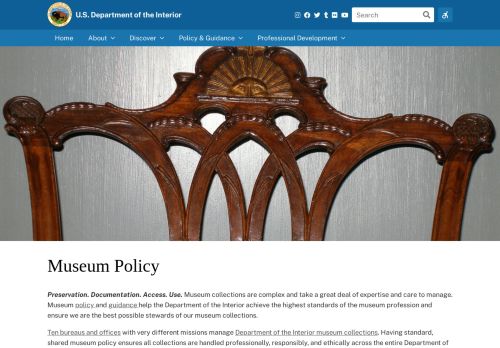 U.S. Department of the Interior
Search
Home About Discover Policy & Guidance Professional Development
Museum Policy
Preservation. Documentation. Access. Use. Museum collections are complex and take a great deal of expertise and care to manage.
Museum policy and guidance help the Department of the Interior achieve the highest standards of the museum profession and
ensure we are the best possible stewards of our museum collections.
Ten bureaus and offices with very different missions manage Department of the Interior museum collections. Having standard,
shared museum policy ensures all collections are handled professionally, responsibly, and ethically across the entire Department of